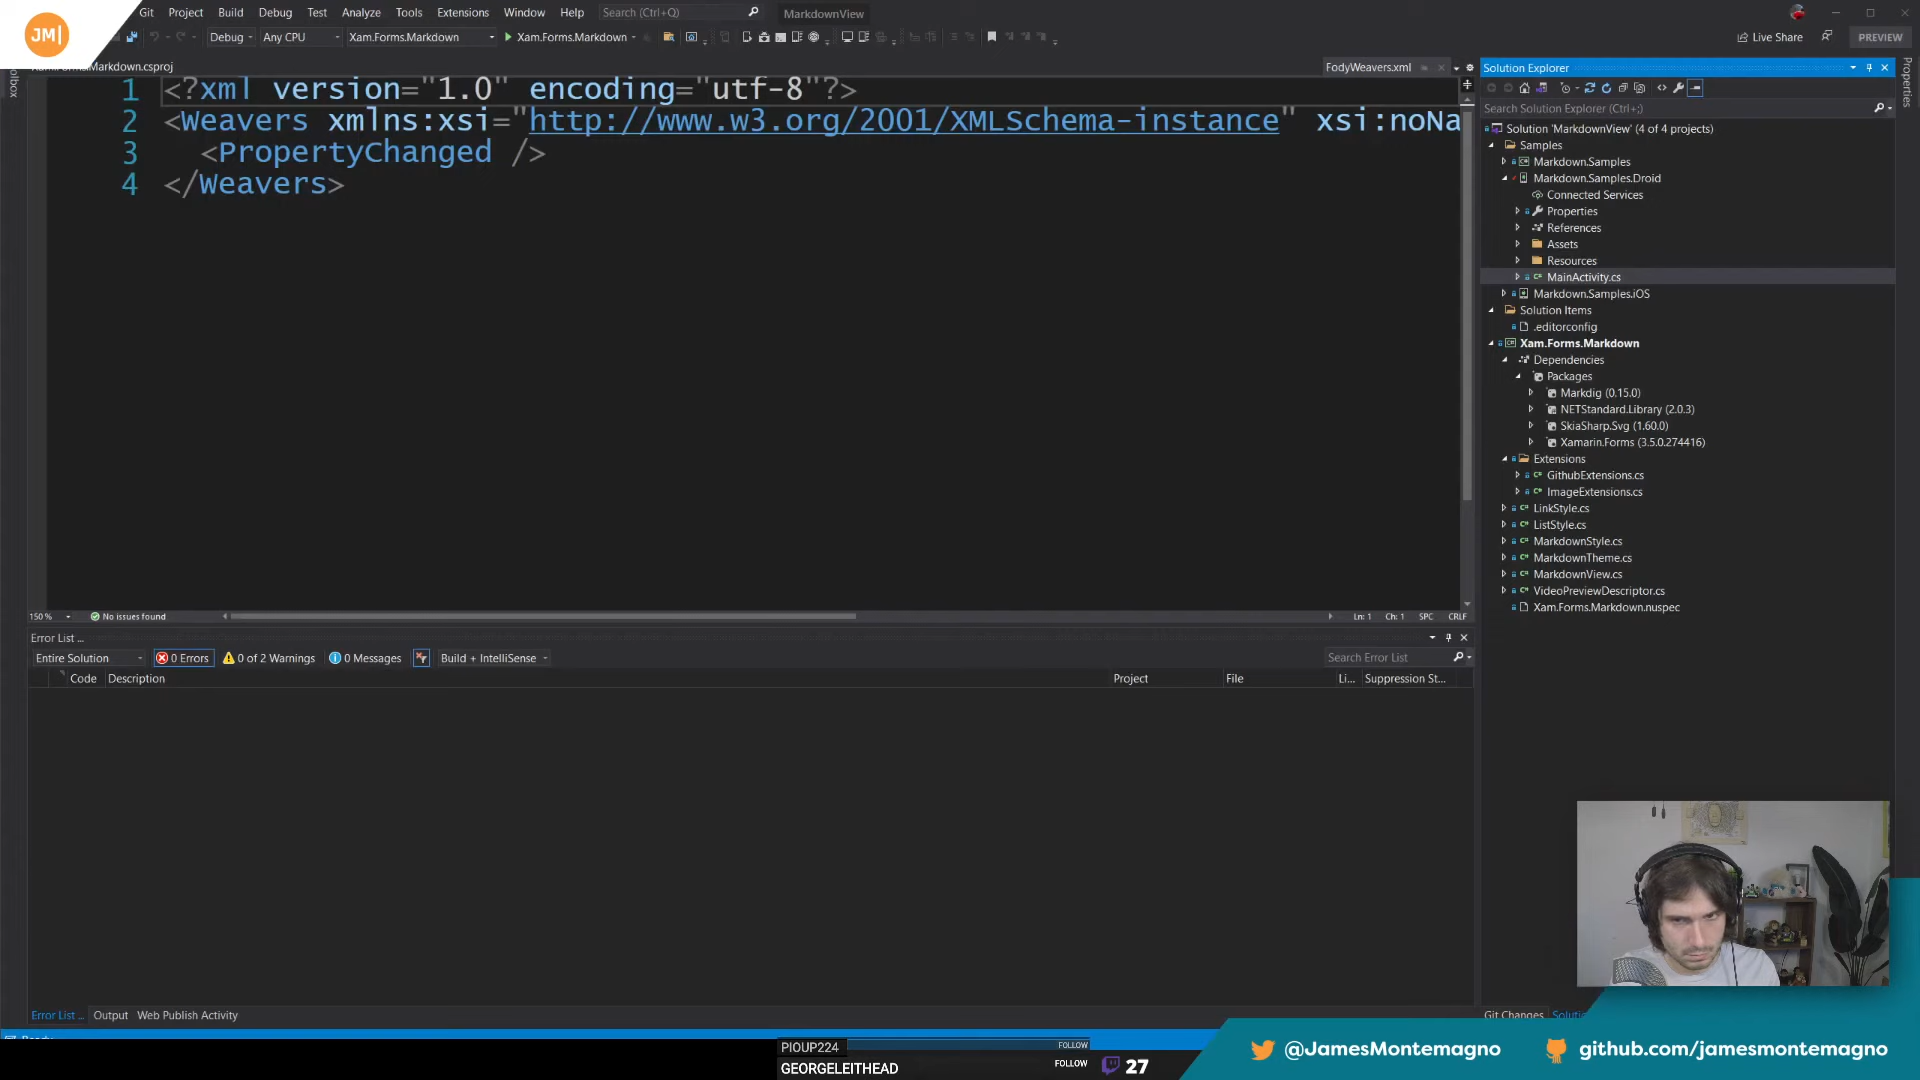 JM|
Git Project Build Debug Test Analyze Tools Extensions Window Help Search (Ctrl+Q) MarkdownView
Debug Any CPU Xam.Forms.Markdown Xam.Forms.Markdown Live Share PREVIEW
Markdown.csproj FodyWeavers.xml
1 <?xml version="1.0" encoding="utf-8"?>
2 <Weavers xmlns:xsi="http://www.w3.org/2001/XMLSchema-instance" xsi:noNa
3 <PropertyChanged />
4 </Weavers>
150 % No issues found Ln: 1 Ch: 1 SPC CRLF
Error List ...
Entire Solution 0 Errors 0 of 2 Warnings 0 Messages Build + IntelliSense Search Error List
Code Description Project File Li... Suppression St...
Error List ... Output Web Publish Activity
Solution Explorer
Search Solution Explorer (Ctrl+;)
Solution 'MarkdownView' (4 of 4 projects)
Samples
Markdown.Samples
Markdown.Samples.Droid
Connected Services
Properties
References
Assets
Resources
MainActivity.cs
Markdown.Samples.iOS
Solution Items
.editorconfig
Xam.Forms.Markdown
Dependencies
Packages
Markdig (0.15.0)
NETStandard.Library (2.0.3)
SkiaSharp.Svg (1.60.0)
Xamarin.Forms (3.5.0.274416)
Extensions
GithubExtensions.cs
ImageExtensions.cs
LinkStyle.cs
ListStyle.cs
MarkdownStyle.cs
MarkdownTheme.cs
MarkdownView.cs
VideoPreviewDescriptor.cs
Xam.Forms.Markdown.nuspec
Git Changes
Properties
PIOUP224 FOLLOW
GEORGELEITHEAD FOLLOW 27
@JamesMontemagno github.com/jamesmontemagno